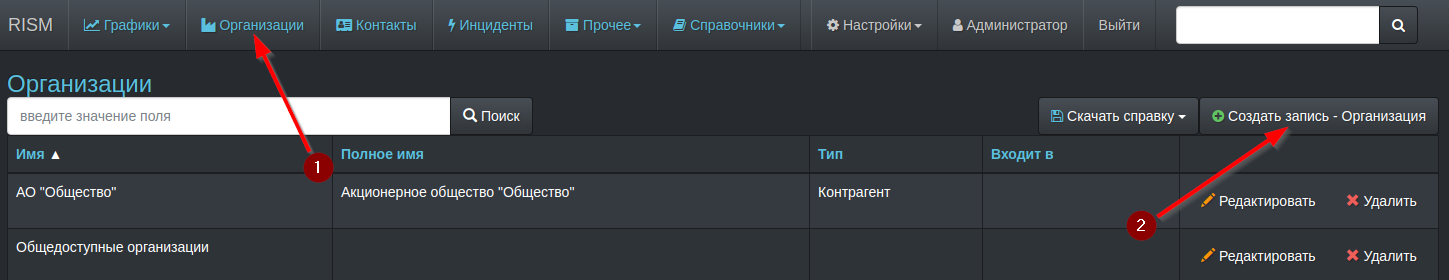 RISM Графики Организации Контакты Инциденты Прочее Справочники Настройки Администратор Выйти
Организации
введите значение поля Поиск Скачать справку Создать запись - Организация
Имя ▲ Полное имя Тип Входит в
1
АО "Общество" Акционерное общество "Общество" Контрагент Редактировать Удалить
2
Общедоступные организации Редактировать Удалить